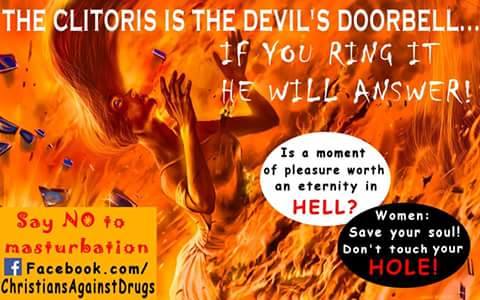 THE CLITORIS IS THE DEVIL'S DOORBELL...
IF YOU RING IT
HE WILL ANSWER!
Is a moment
of pleasure worth
an eternity in
HELL?
Women:
Save your soul!
Don't touch your
HOLE!
Say NO to
masturbation
f Facebook.com/
ChristiansAgainstDrugs